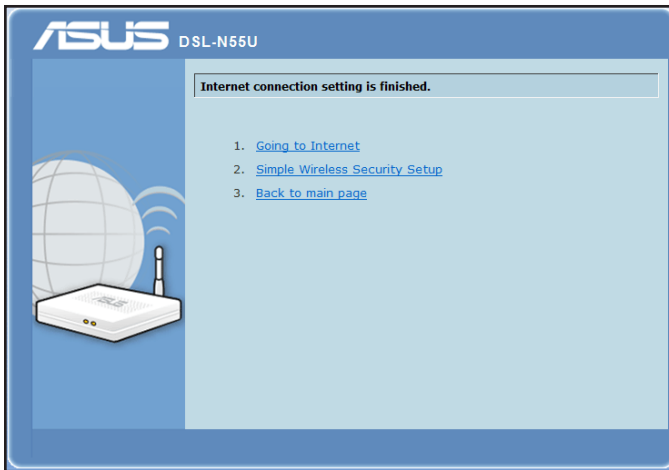 ASUS DSL-N55U
Internet connection setting is finished.
1. Going to Internet
2. Simple Wireless Security Setup
3. Back to main page
ASUS